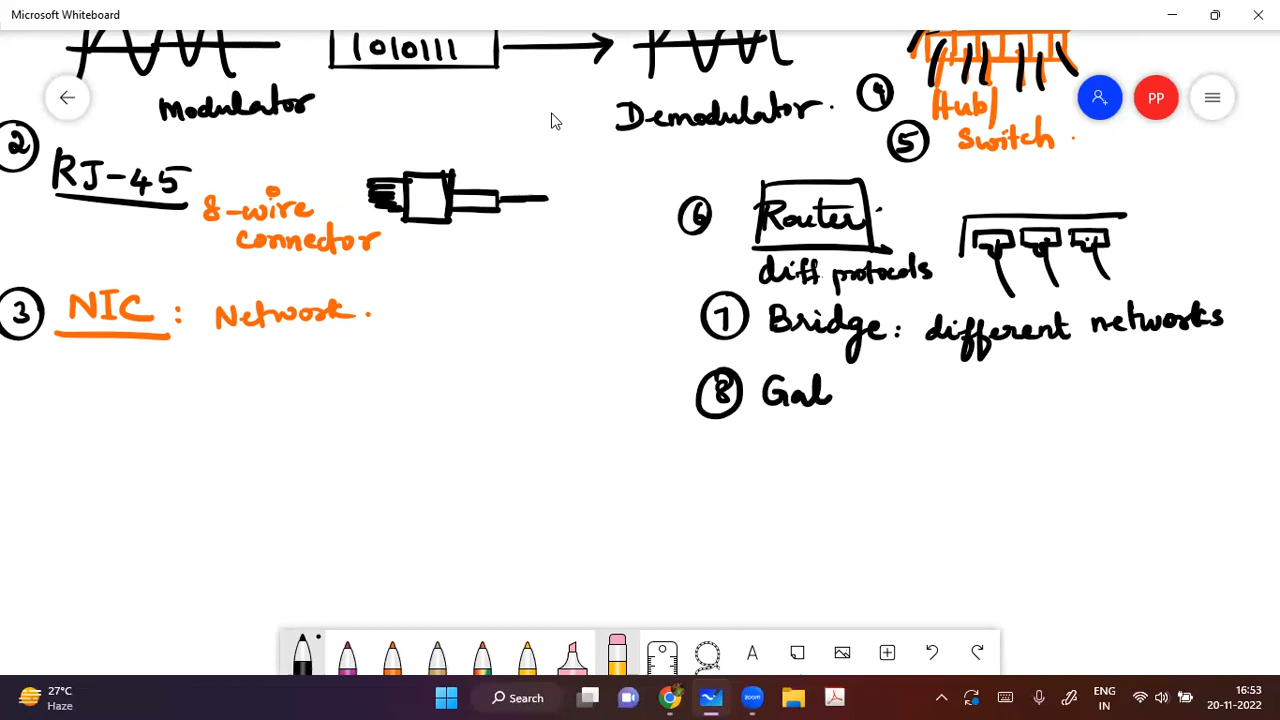 Microsoft Whiteboard
1010111
Modulator
Demodulator.
4
Hub/
Switch.
5
PP
2
RJ-45
8-wire
connector
6
Router
diff protocols
3 NIC : Network.
7 Bridge: different networks
8 Gal
A
Search
zoom
27°C
Haze
ENG
IN
16:53
20-11-2022